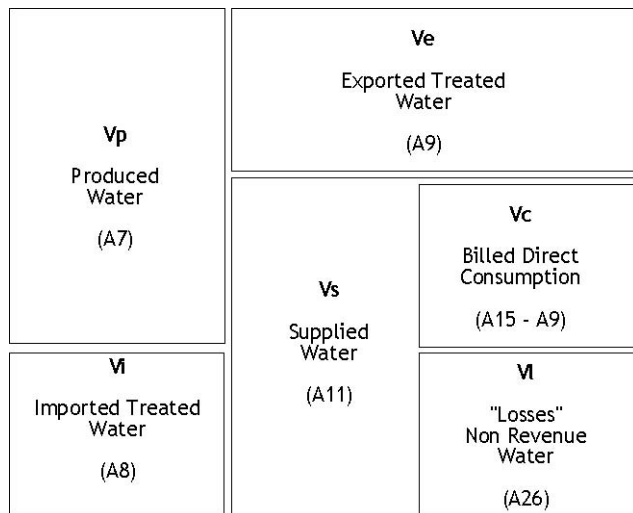 Vp
Produced
Water
(A7)
Vi
Imported Treated
Water
(A8)
Ve
Exported Treated
Water
(A9)
Vs
Supplied
Water
(A11)
Vc
Billed Direct
Consumption
(A15 - A9)
Vl
"Losses"
Non Revenue
Water
(A26)